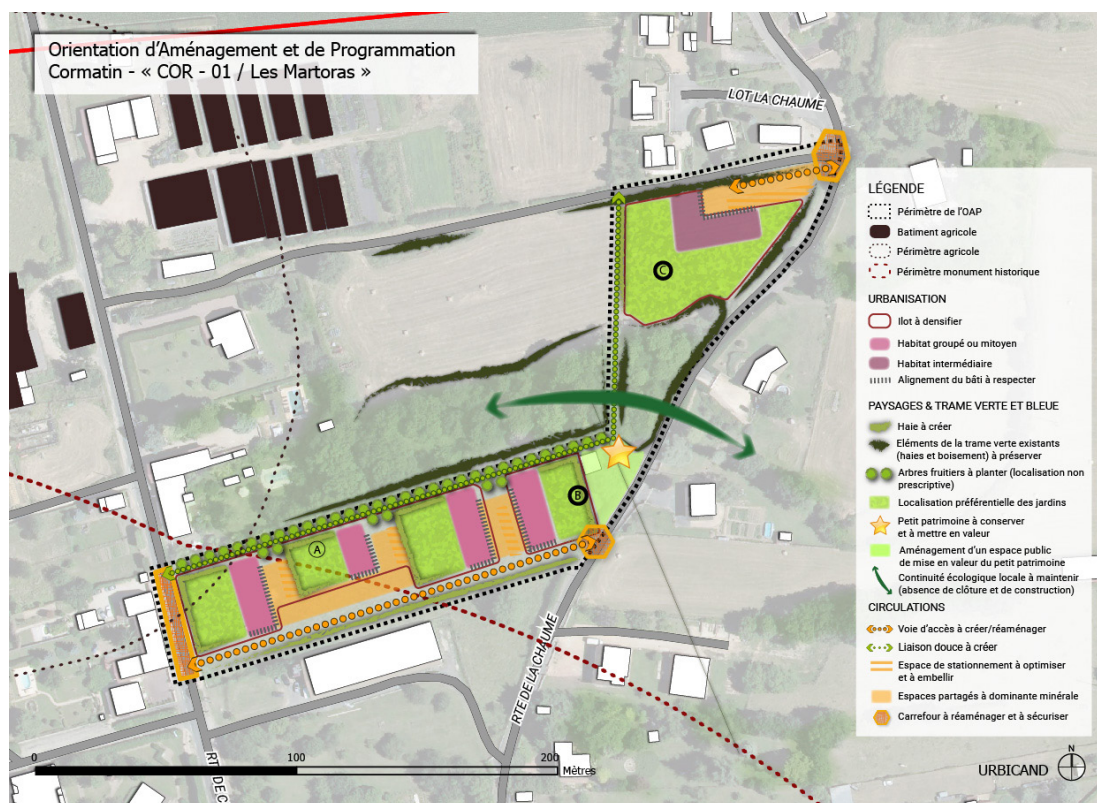 Orientation d'Aménagement et de Programmation
Cormatin - « COR - 01 / Les Martoras »
LOT LA CHAUME
LÉGENDE
Périmètre de l'OAP
Batiment agricole
Périmètre agricole
Périmètre monument historique
URBANISATION
Ilot à densifier
Habitat groupé ou mitoyen
Habitat intermédiaire
Alignement du bâti à respecter
PAYSAGES & TRAME VERTE ET BLEUE
Haie à créer
Eléments de la trame verte existants
(haies et boisement) à préserver
Arbres fruitiers à planter (localisation non
prescriptive)
Localisation préférentielle des jardins
Petit patrimoine à conserver
et à mettre en valeur
Aménagement d'un espace public
de mise en valeur du petit patrimoine
Continuité écologique locale à maintenir
(absence de clôture et de construction)
CIRCULATIONS
Voie d'accès à créer/réaménager
Liaison douce à créer
Espace de stationnement à optimiser
et à embellir
Espaces partagés à dominante minérale
Carrefour à réaménager et à sécuriser
C
B
A
RTE DE LA CHAUME
RTE DE C
0 100 200
Mètres
N
URBICAND